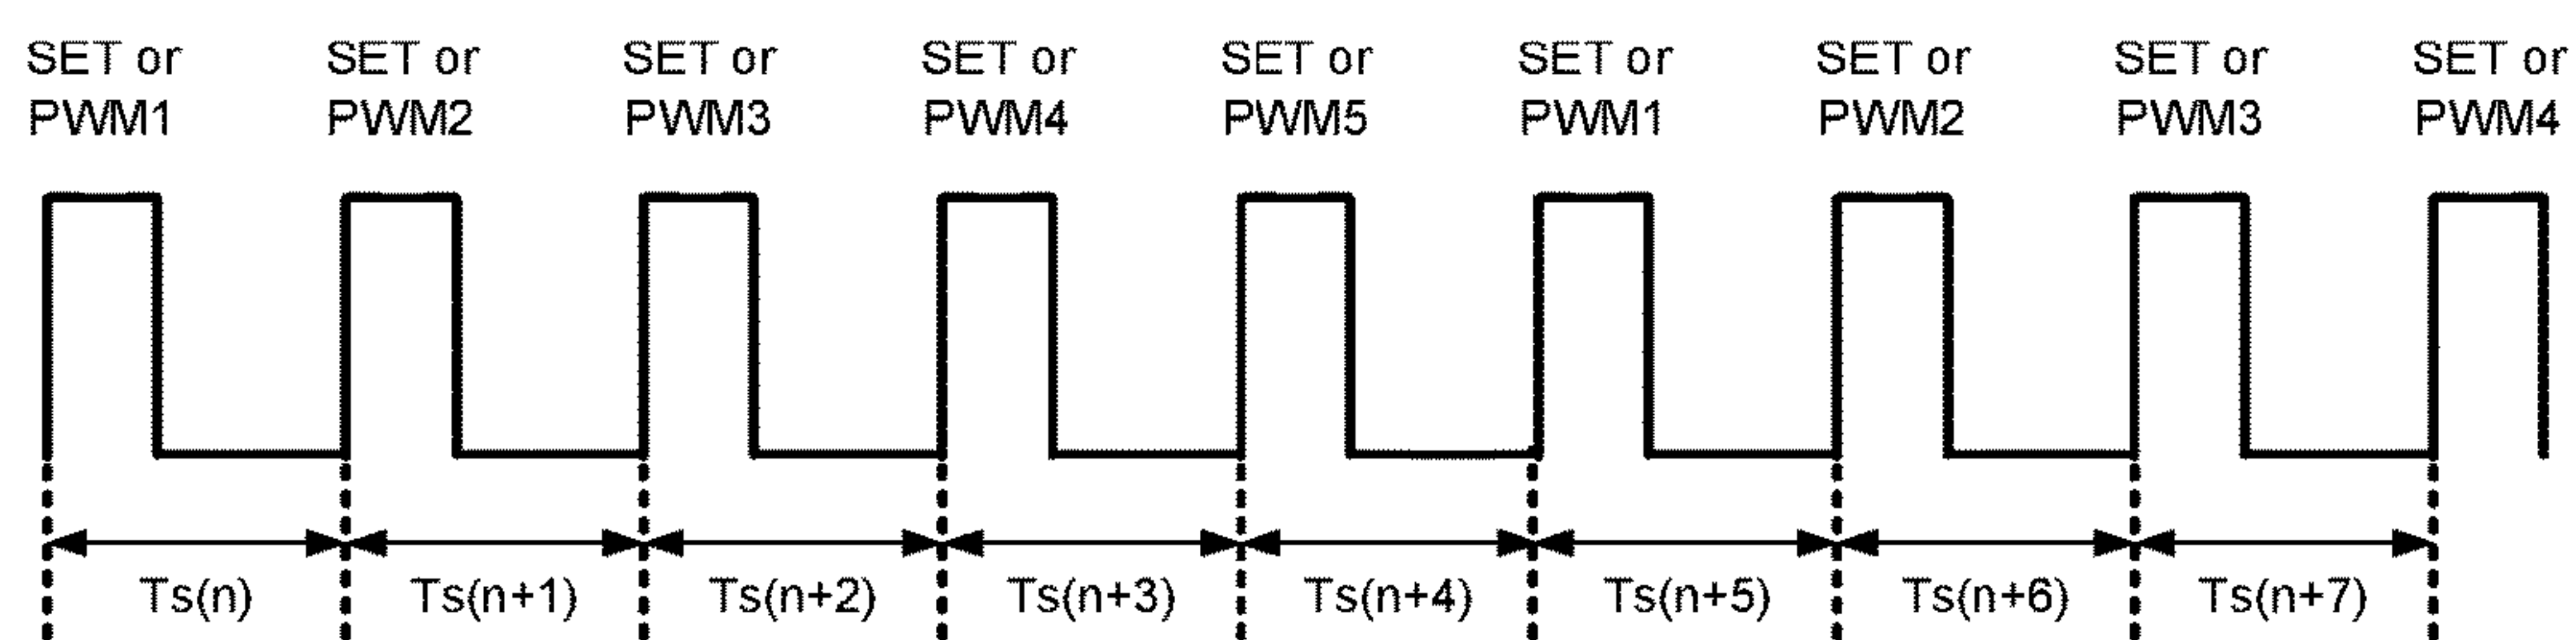 SET or SET or SET or SET or SET or SET or SET or SET or SET or
PWM1 PWM2 PWM3 PWM4 PWM5 PWM1 PWM2 PWM3 PWM4
Ts(n) Ts(n+1) Ts(n+2) Ts(n+3) Ts(n+4) Ts(n+5) Ts(n+6) Ts(n+7)